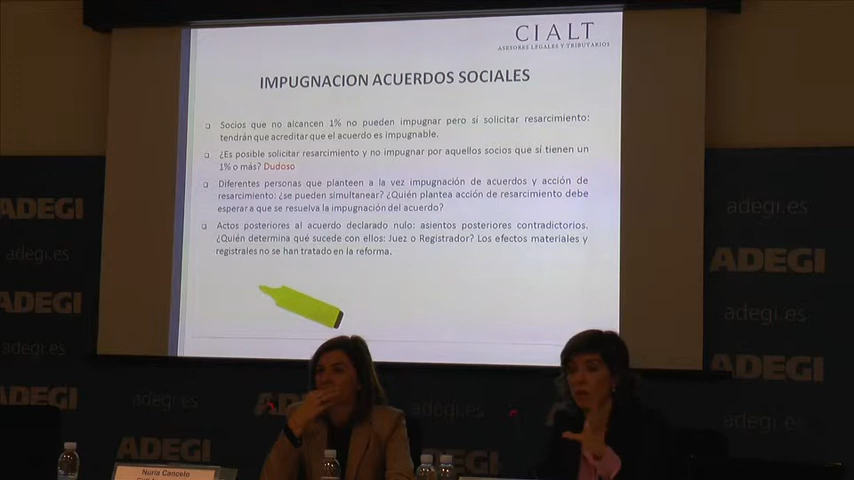 CIALT
ASESORES LEGALES Y TRIBUTARIOS
IMPUGNACION ACUERDOS SOCIALES
Socios que no alcancen 1% no pueden impugnar pero sí solicitar resarcimiento:
tendrán que acreditar que el acuerdo es impugnable.
¿Es posible solicitar resarcimiento y no impugnar por aquellos socios que sí tienen un
1% o más? Dudoso
Diferentes personas que planteen a la vez impugnación de acuerdos y acción de
resarcimiento: ¿se pueden simultanear? ¿Quién plantea acción de resarcimiento debe
esperar a que se resuelva la impugnación del acuerdo?
Actos posteriores al acuerdo declarado nulo: asientos posteriores contradictorios.
¿Quién determina qué sucede con ellos: Juez o Registrador? Los efectos materiales y
registrales no se han tratado en la reforma.
ADEGI
adegi.es
ADEGI
adegi.es
ADEGI
adegi.es
ADEGI
adegi.es
ADEGI
adegi.es
ADEGI
adegi.es
adegi.es
ADEGI
Nuria Cancelo